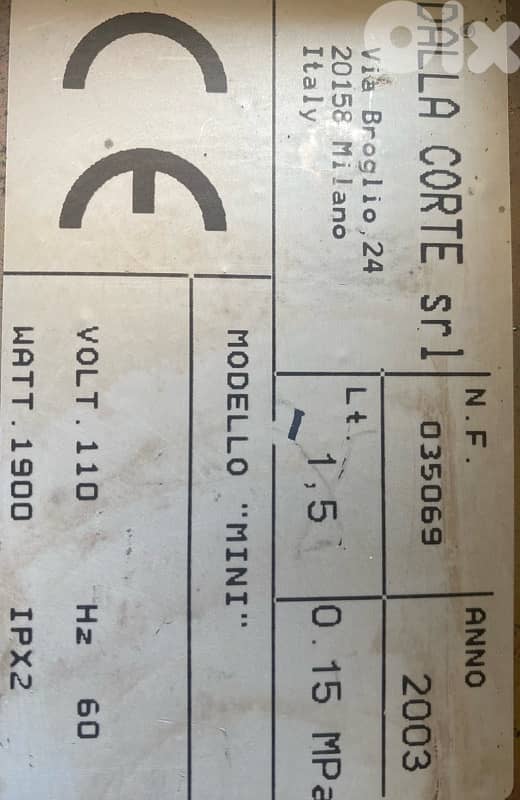 DALLA CORTE srl
Via Broglio,24
20158 Milano
Italy
N.F.
035069
ANNO
2003
Lt. 1,5
0.15 MPa
CE
MODELLO "MINI"
VOLT.110 Hz 60
WATT.1900 IPX2
olx